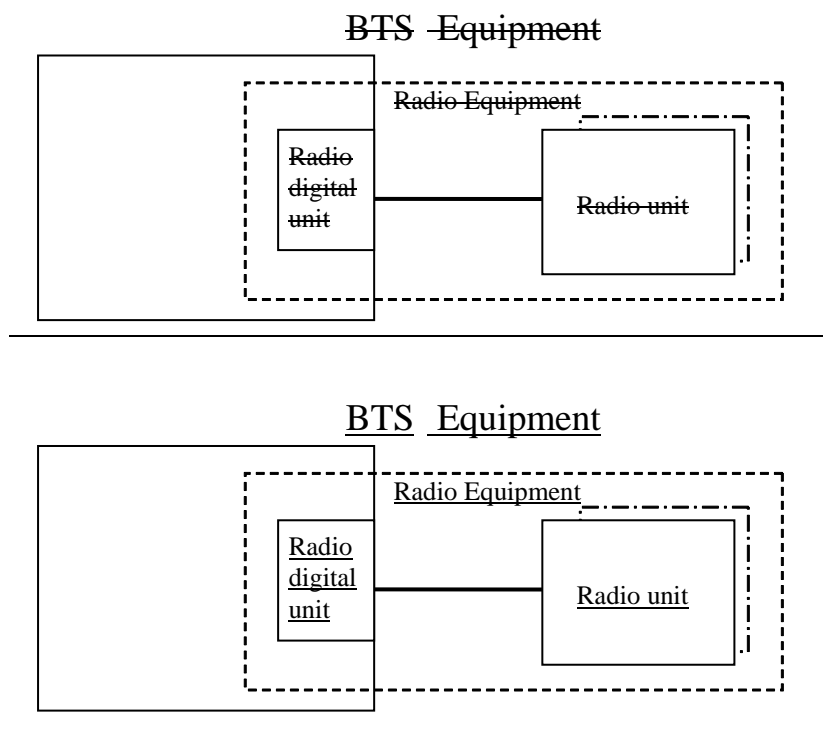 BTS Equipment
Radio Equipment
Radio
digital
unit
Radio unit
BTS Equipment
Radio Equipment
Radio
digital
unit
Radio unit